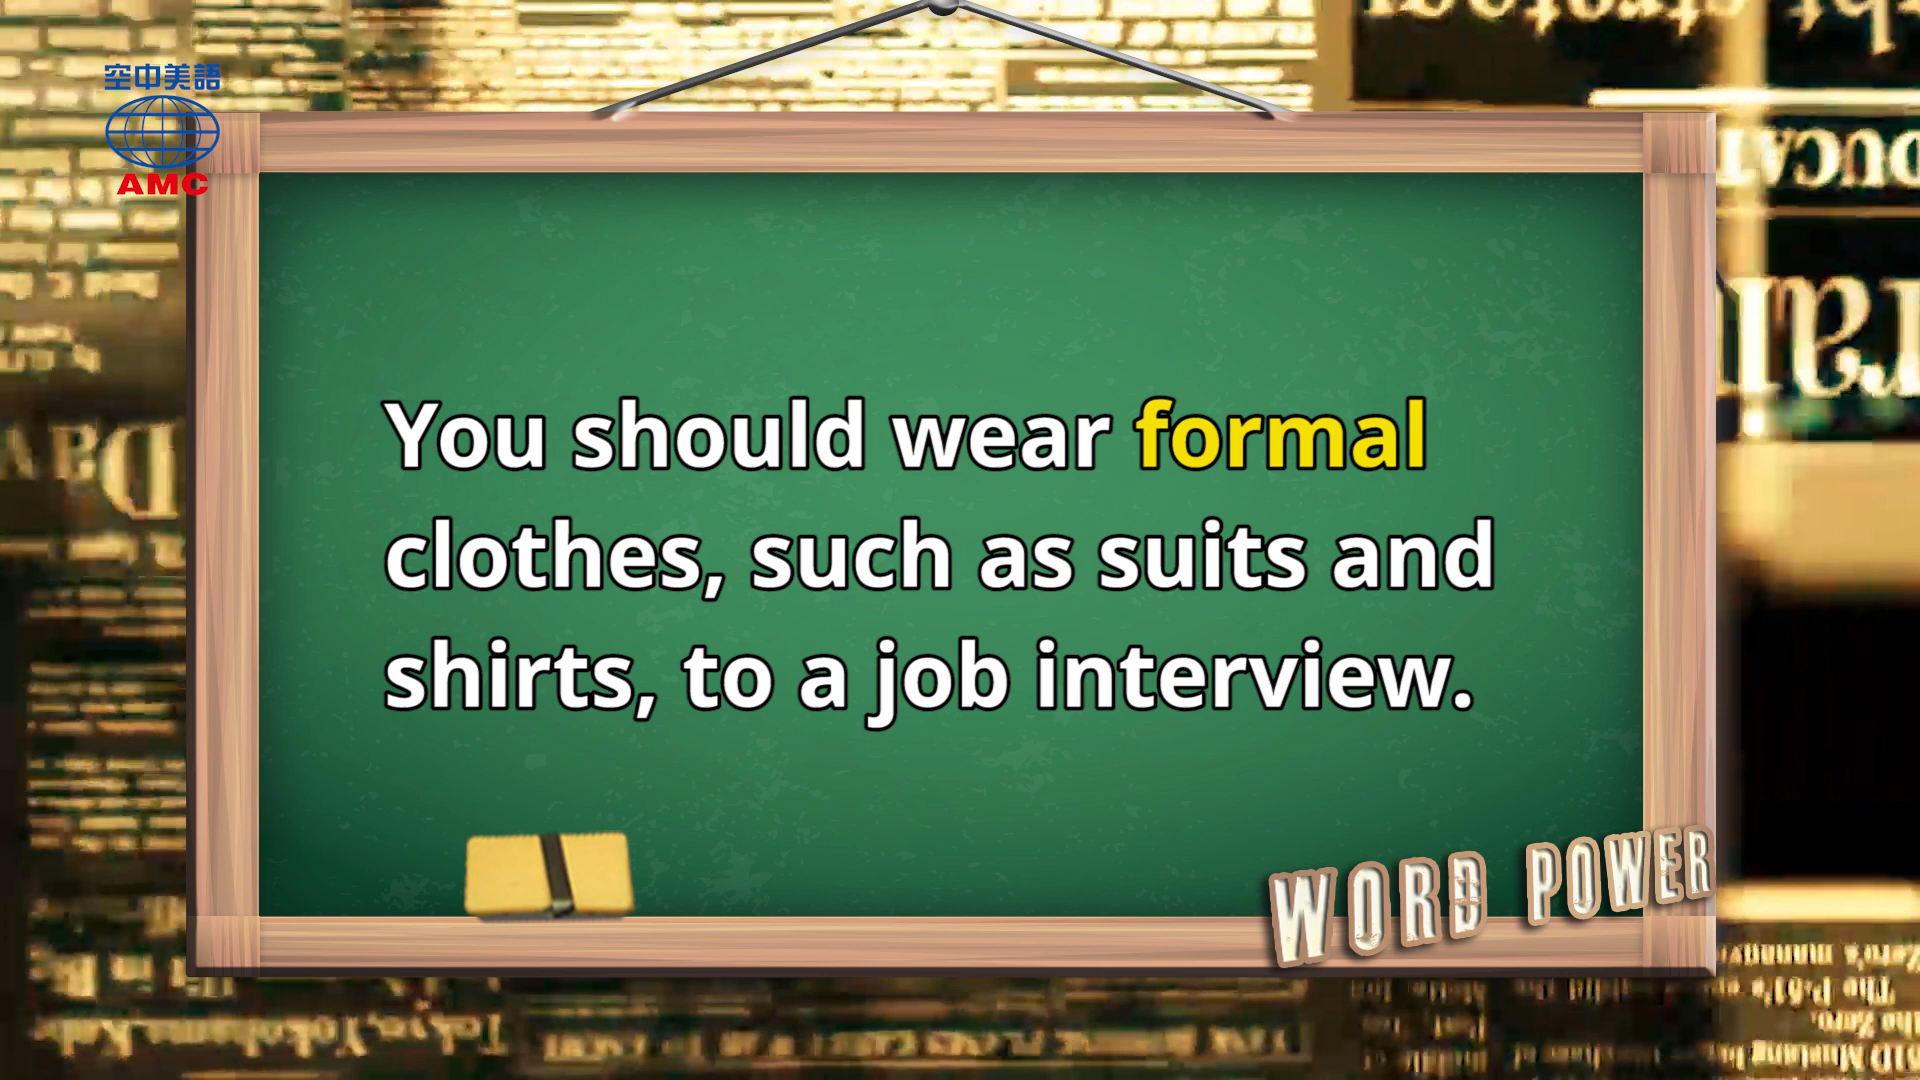 空中美語
AMC
You should wear formal
clothes, such as suits and
shirts, to a job interview.
WORD POWER